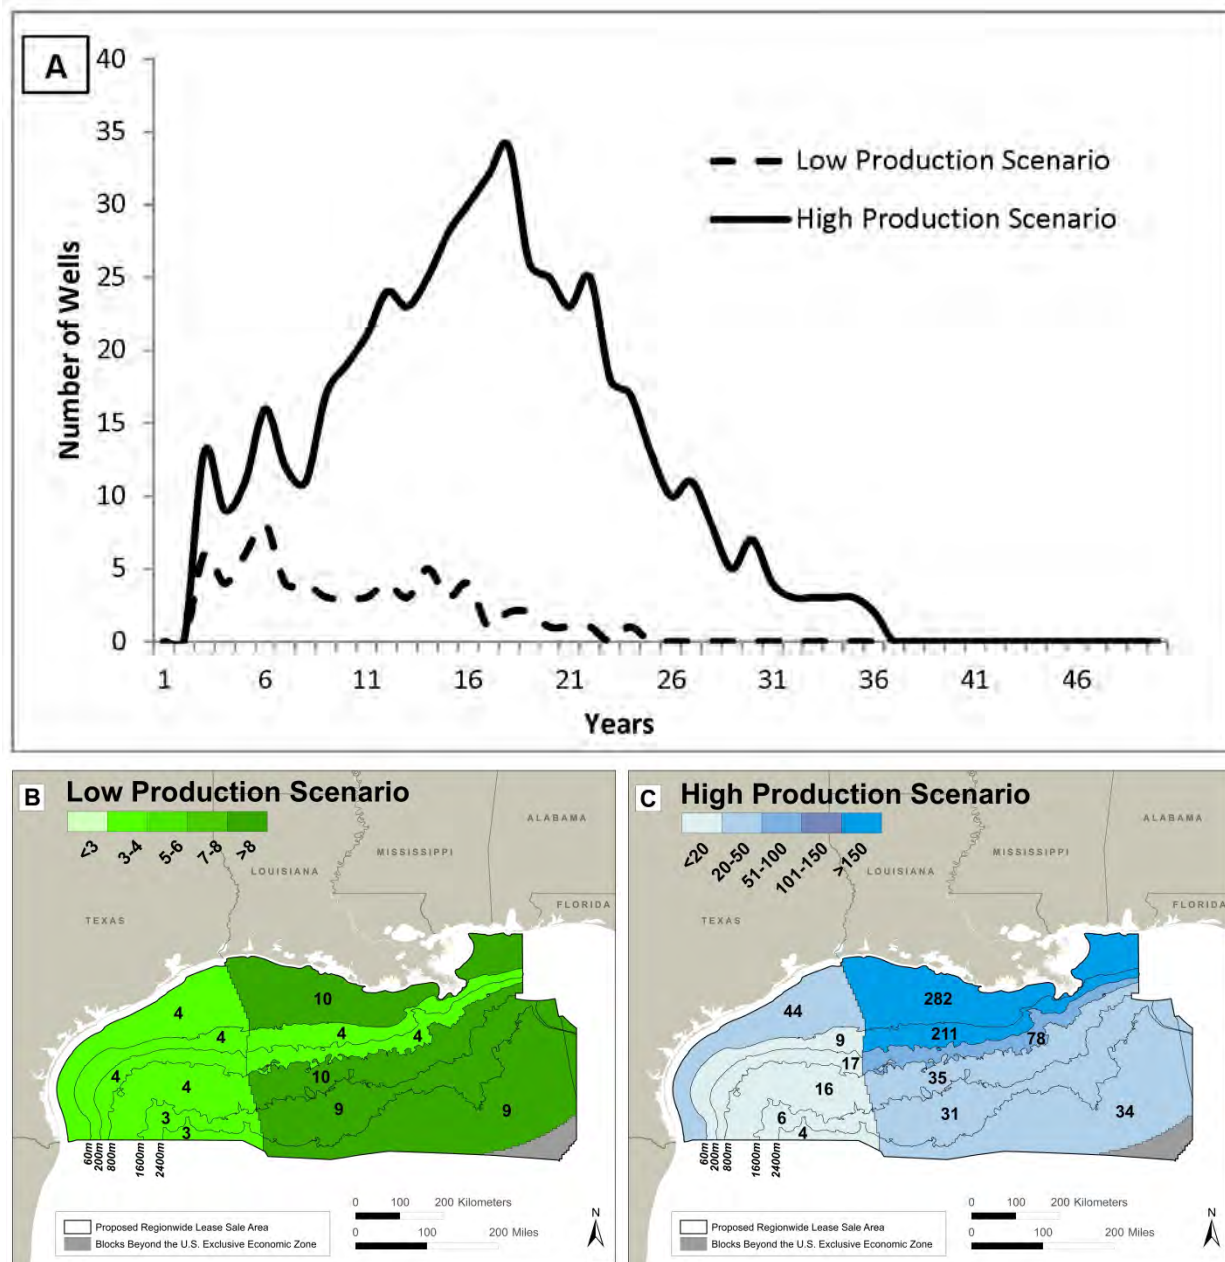 A
40
35
30
25
20
15
10
5
0
Number of Wells
Low Production Scenario
High Production Scenario
1 6 11 16 21 26 31 36 41 46
Years
B Low Production Scenario
<3 3-4 5-6 7-8 >8
ALABAMA
MISSISSIPPI
LOUISIANA
FLORIDA
TEXAS
10
4
4 4 4
4 4 10
3 9 9
3
60m 200m 800m 1600m 2400m
0 100 200 Kilometers
0 100 200 Miles
N
Proposed Regionwide Lease Sale Area
Blocks Beyond the U.S. Exclusive Economic Zone
C High Production Scenario
<20 20-50 51-100 101-150 >150
ALABAMA
MISSISSIPPI
LOUISIANA
FLORIDA
TEXAS
282
44
9 211 78
17
16 35
6 31 34
4
60m 200m 800m 1600m 2400m
0 100 200 Kilometers
0 100 200 Miles
N
Proposed Regionwide Lease Sale Area
Blocks Beyond the U.S. Exclusive Economic Zone